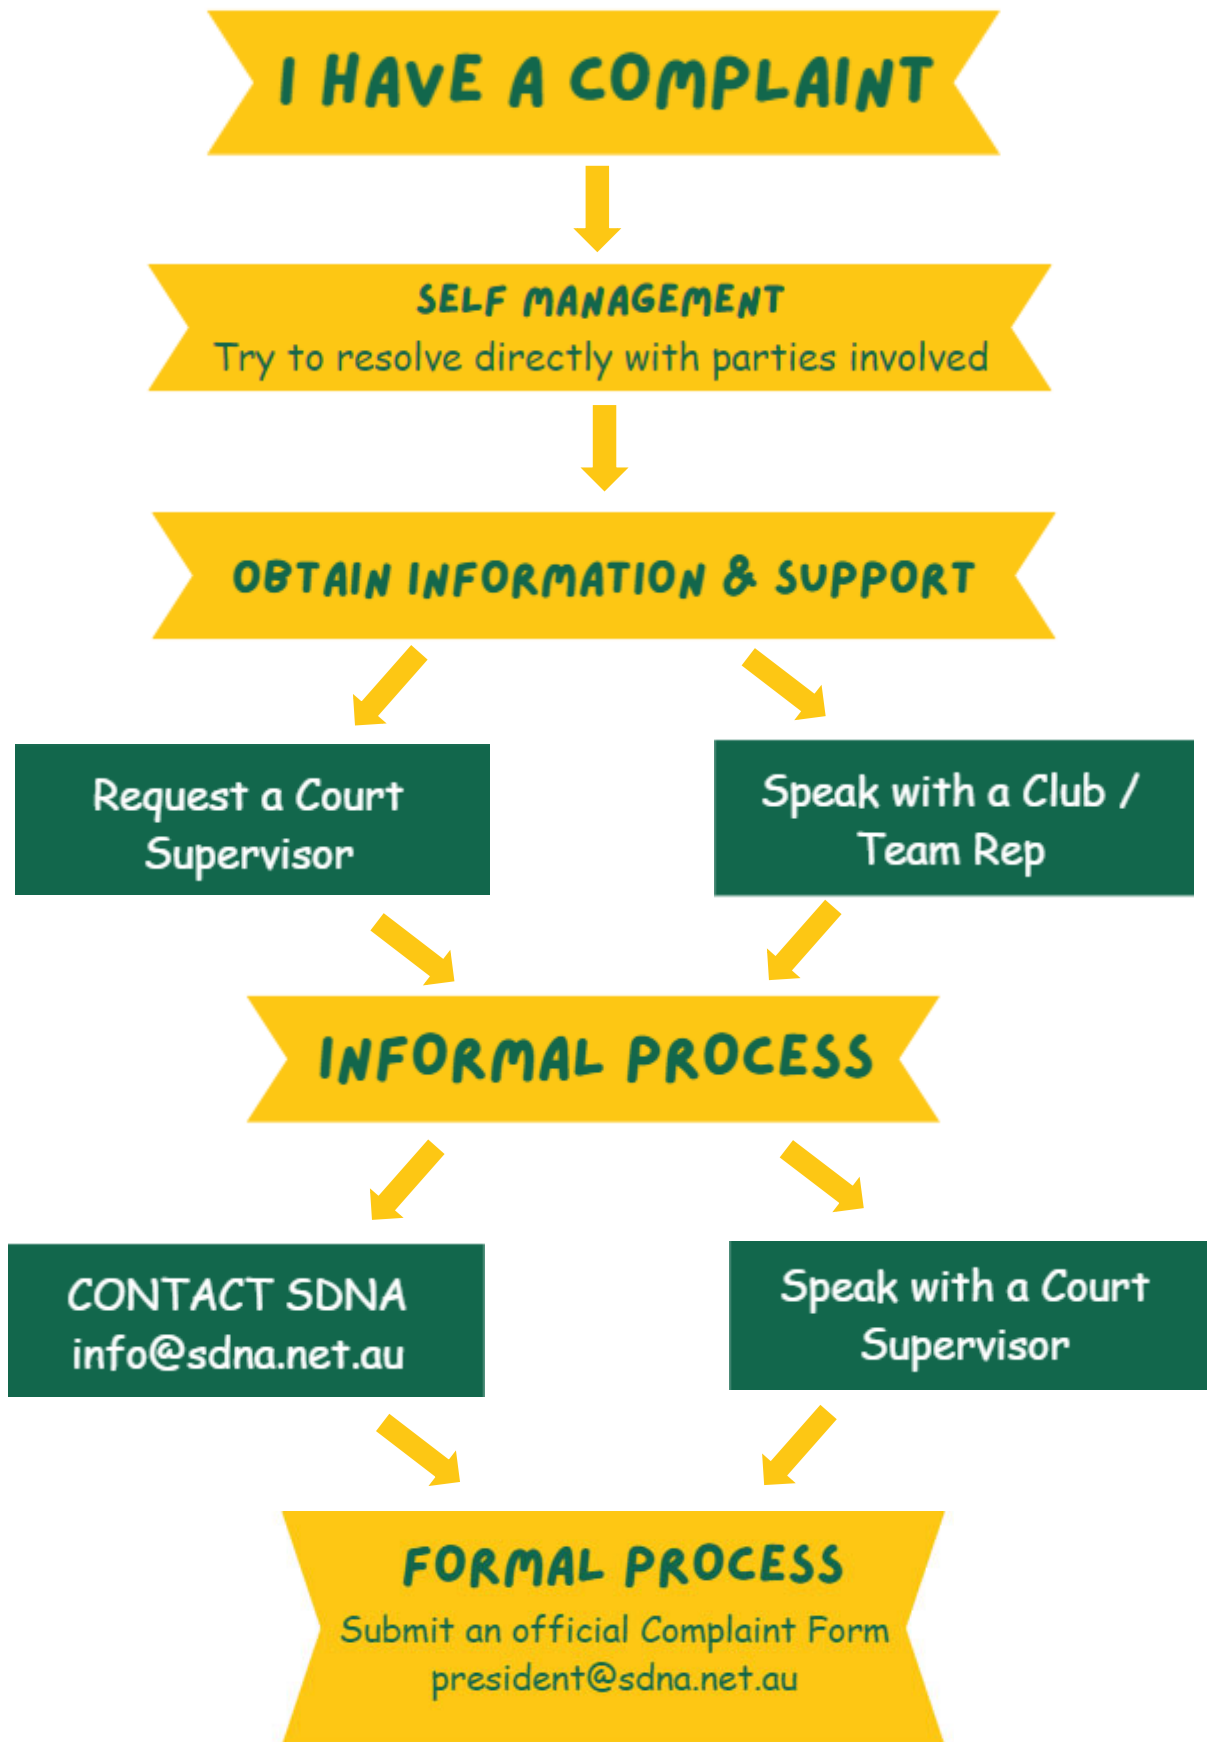 I HAVE A COMPLAINT
SELF MANAGEMENT
Try to resolve directly with parties involved
OBTAIN INFORMATION & SUPPORT
Request a Court
Supervisor
Speak with a Club /
Team Rep
INFORMAL PROCESS
CONTACT SDNA
info@sdna.net.au
Speak with a Court
Supervisor
FORMAL PROCESS
Submit an official Complaint Form
president@sdna.net.au